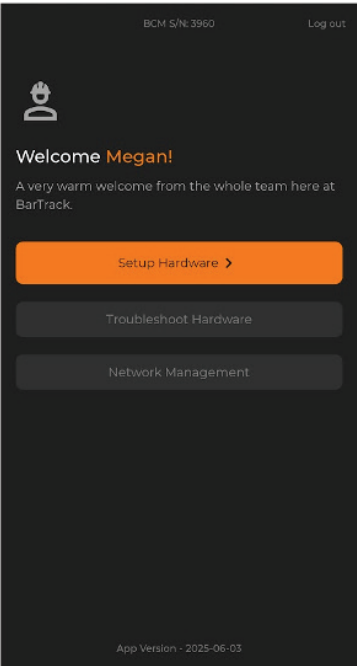 BCM S/N: 3960
Log out
Welcome Megan!
A very warm welcome from the whole team here at
BarTrack.
Setup Hardware
Troubleshoot Hardware
Network Management
App Version - 2025-06-03